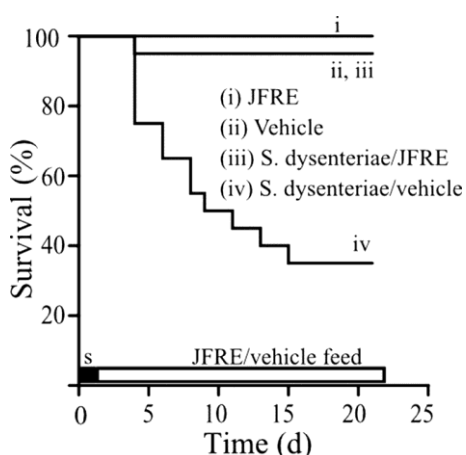 i
100
ii, iii
(i) JFRE
80
(ii) Vehicle
(iii) S. dysenteriae/JFRE
60
(iv) S. dysenteriae/vehicle
Survival (%)
40
iv
20
s
JFRE/vehicle feed
0 5 10 15 20 25
Time (d)